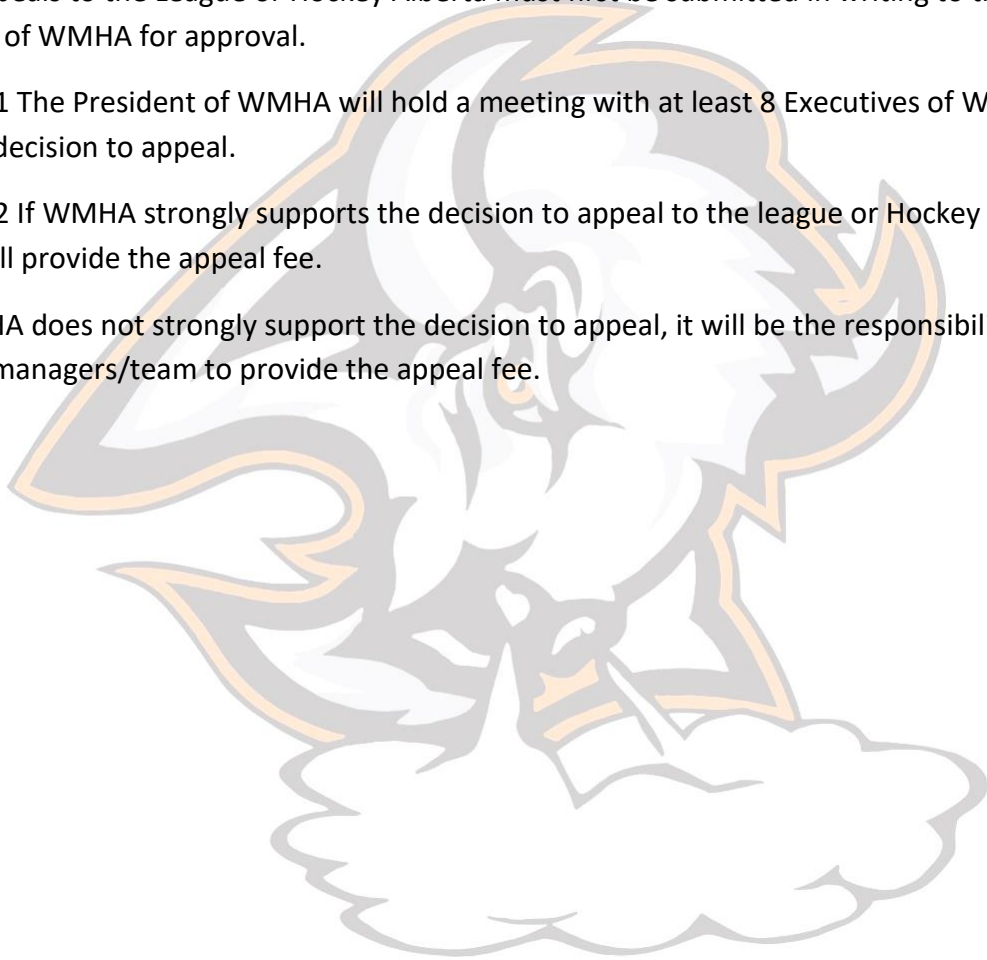 peals to the League or Hockey Alberta must first be submitted in writing to
of WMHA for approval.
1 The President of WMHA will hold a meeting with at least 8 Executives of W
decision to appeal.
2 If WMHA strongly supports the decision to appeal to the league or Hockey
ll provide the appeal fee.
HA does not strongly support the decision to appeal, it will be the responsibil
managers/team to provide the appeal fee.